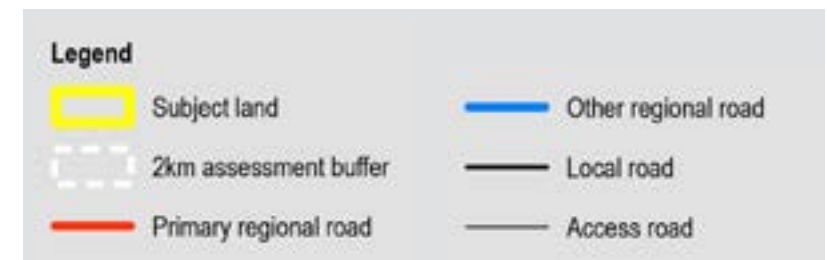 Legend
Subject land
2km assessment buffer
Primary regional road
Other regional road
Local road
Access road